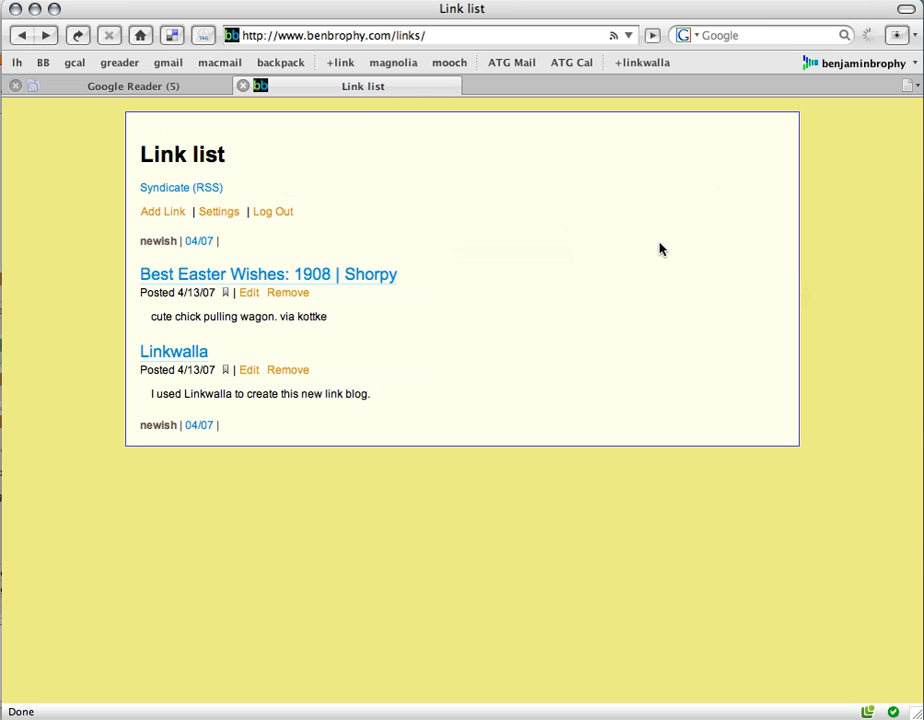 Link list
http://www.benbrophy.com/links/
Google
lh BB gcal greader gmail macmail backpack +link magnolia mooch ATG Mail ATG Cal +linkwalla benjaminbrophy
Google Reader (5) bb Link list
Link list
Syndicate (RSS)
Add Link | Settings | Log Out
newish | 04/07 |
Best Easter Wishes: 1908 | Shorpy
Posted 4/13/07 | Edit Remove
cute chick pulling wagon. via kottke
Linkwalla
Posted 4/13/07 | Edit Remove
I used Linkwalla to create this new link blog.
newish | 04/07 |
Done